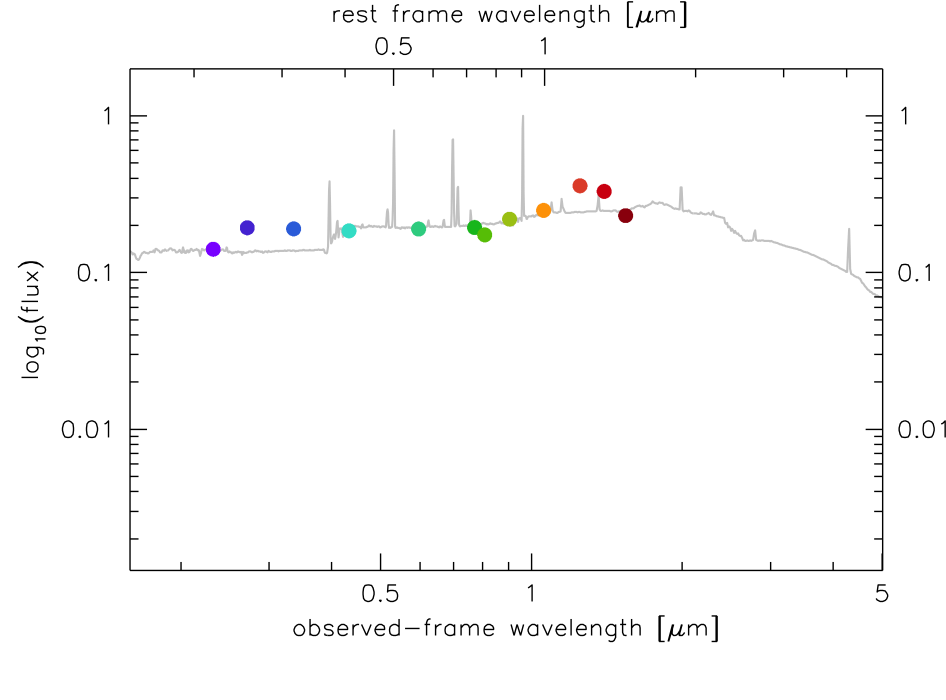 rest frame wavelength [μm]
0.5 1
1 1
0.1 0.1
log10(flux)
0.01 0.01
0.5 1 5
observed-frame wavelength [μm]